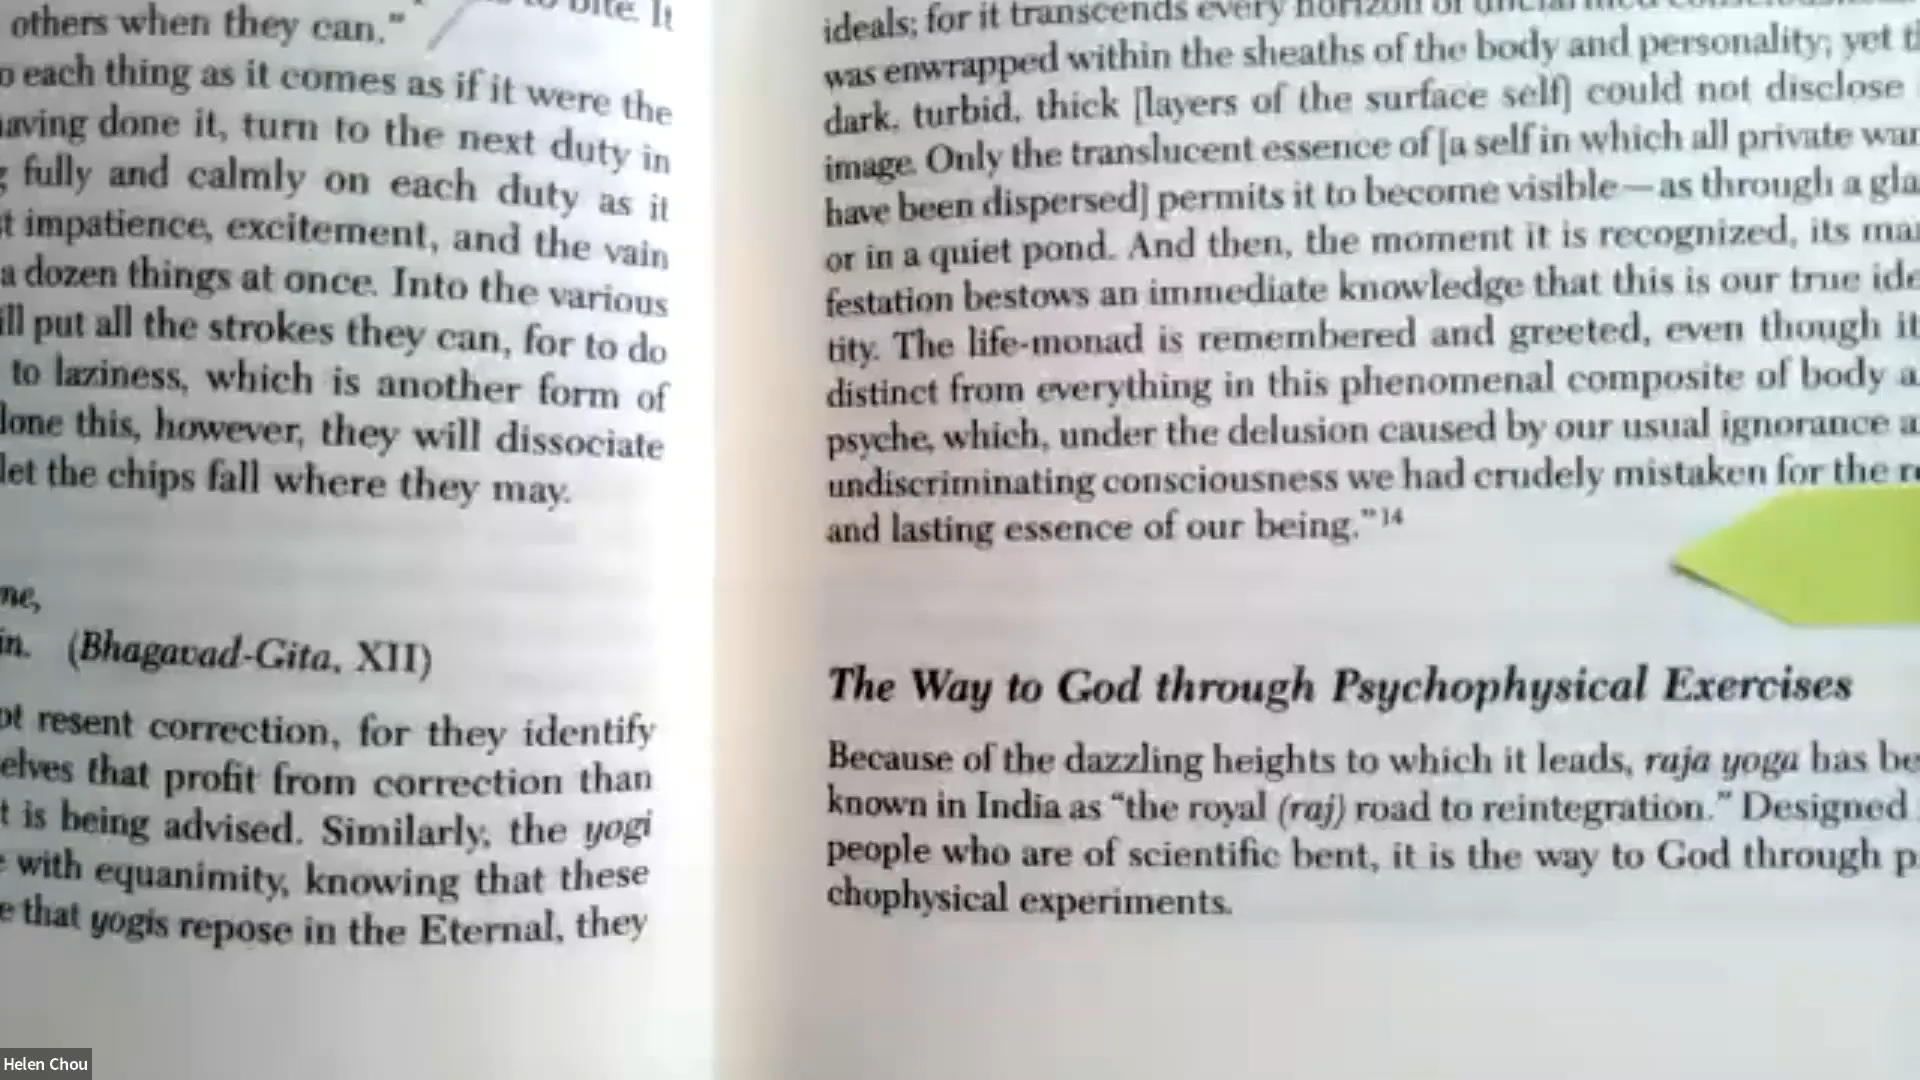 others when they can."
each thing as it comes as if it were the
having done it, turn to the next duty in
fully and calmly on each duty as it
impatience, excitement, and the vain
a dozen things at once. Into the various
ill put all the strokes they can, for to do
to laziness, which is another form of
done this, however, they will dissociate
let the chips fall where they may.
(Bhagavad-Gita, XII)
resent correction, for they identify
elves that profit from correction than
t is being advised. Similarly, the yogi
with equanimity, knowing that these
that yogis repose in the Eternal, they
ideals; for it transcends every horizon of
was enwrapped within the sheaths of the body and personality; yet
dark, turbid, thick [layers of the surface self] could not disclose
image. Only the translucent essence of [a self in which all private
have been dispersed] permits it to become visible—as through a gla
or in a quiet pond. And then, the moment it is recognized, its
festation bestows an immediate knowledge that this is our true ide
tity. The life-monad is remembered and greeted, even though it
distinct from everything in this phenomenal composite of body a
psyche, which, under the delusion caused by our usual ignorance a
undiscriminating consciousness we had crudely mistaken for the
and lasting essence of our being."14
The Way to God through Psychophysical Exercises
Because of the dazzling heights to which it leads, raja yoga has be
known in India as "the royal (raj) road to reintegration." Designed
people who are of scientific bent, it is the way to God through p
chophysical experiments.
Helen Chou